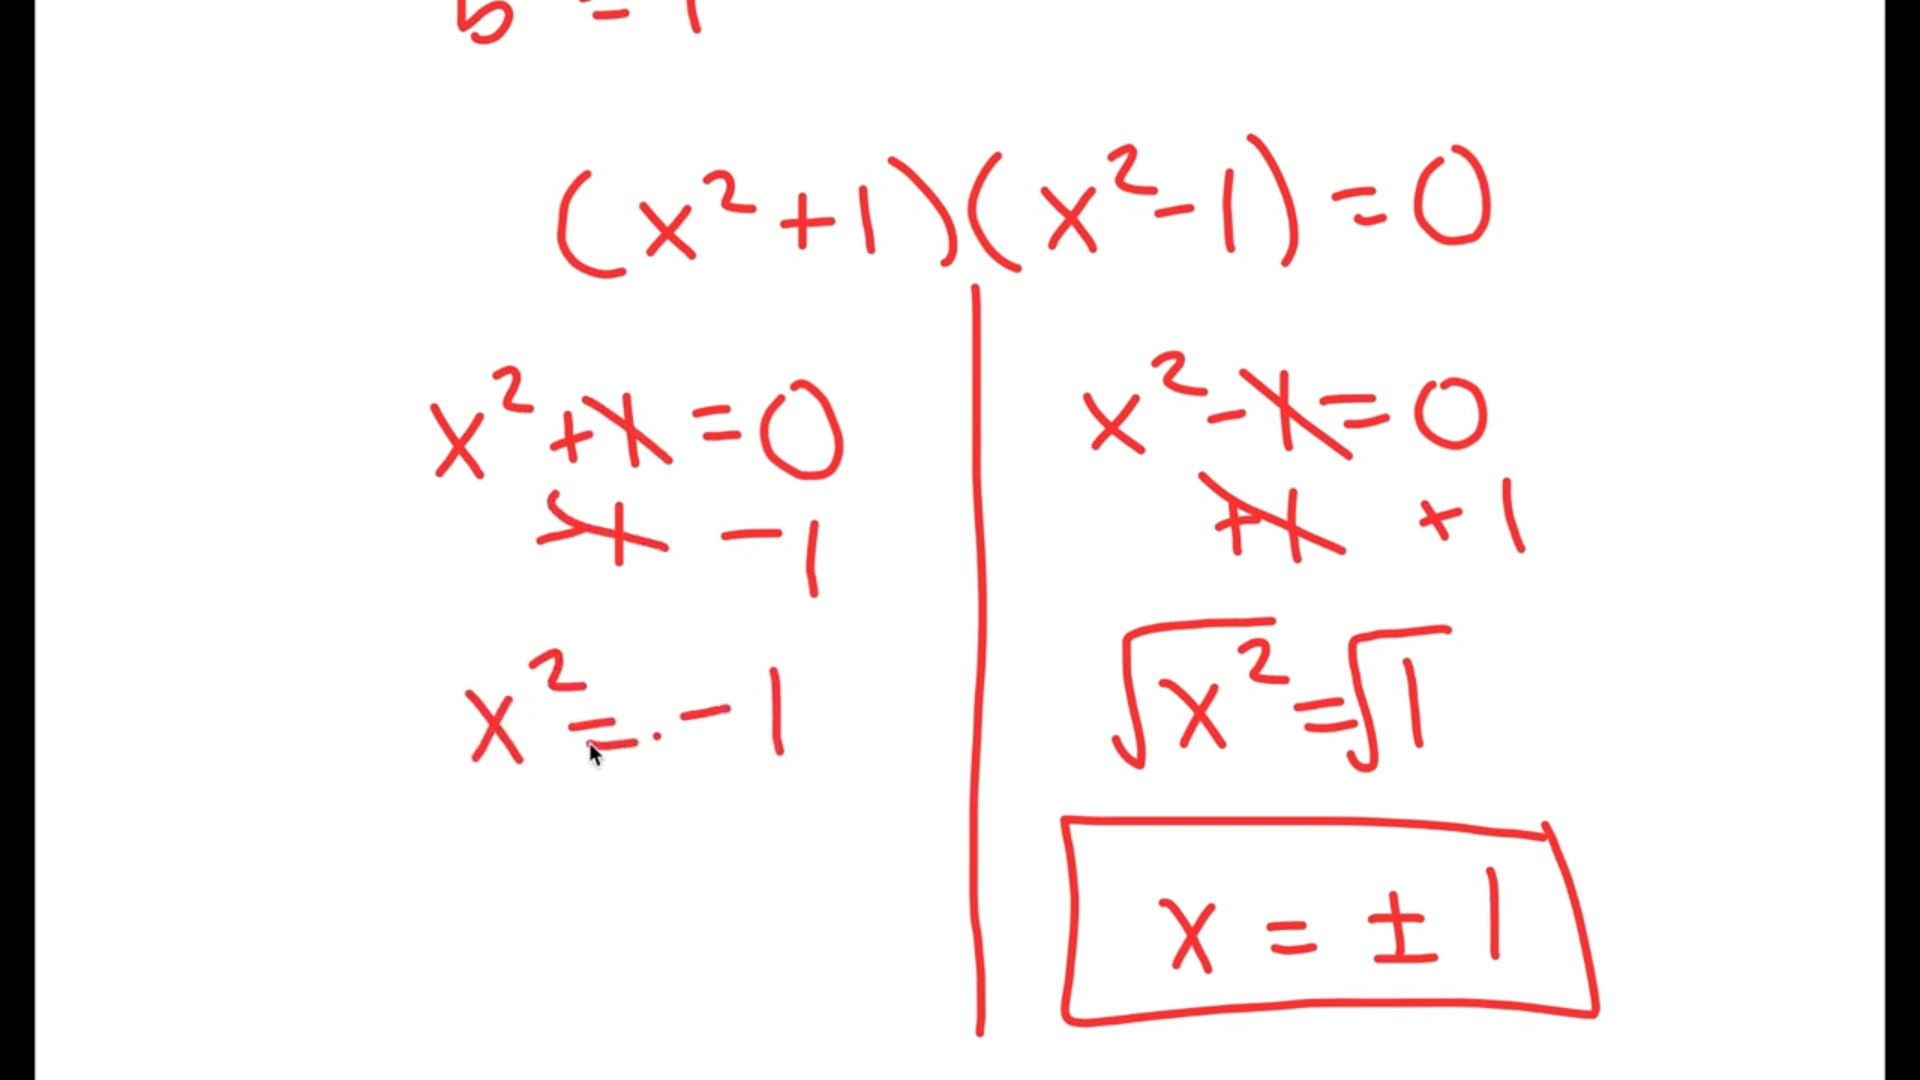 b = 1
(x²+1)(x²-1)=0
x²+1=0
-1 -1
x²=.-1
x²-1=0
+1 +1
√x²=√1
x = ±1